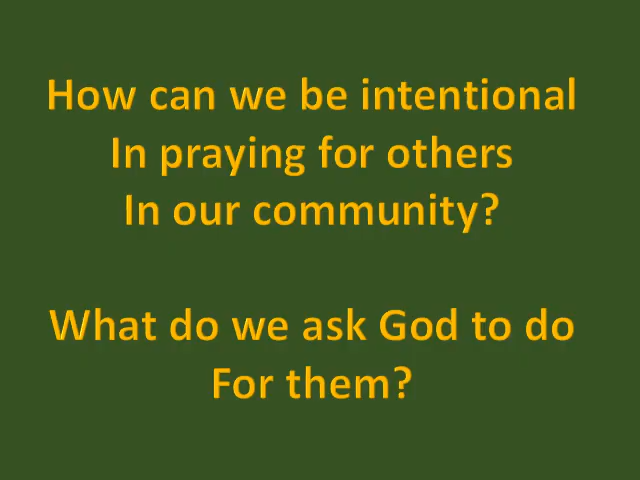 How can we be intentional
In praying for others
In our community?
What do we ask God to do
For them?